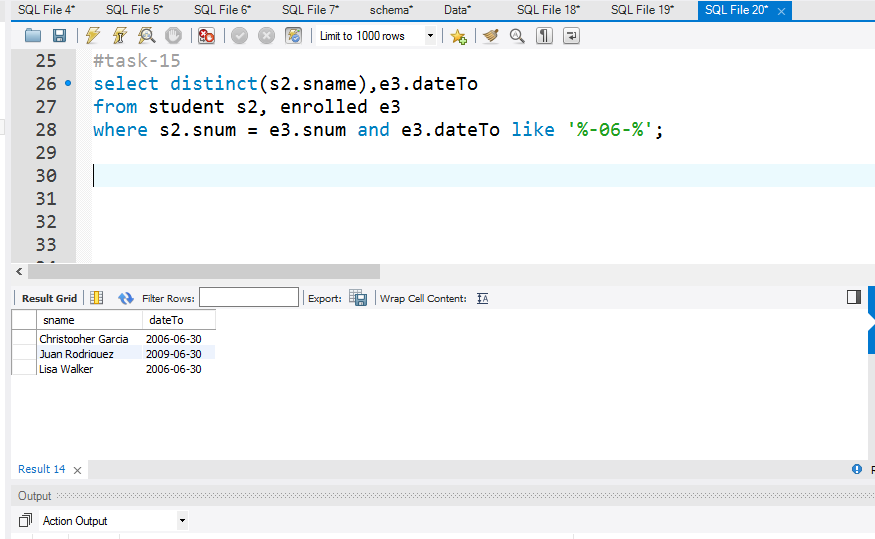 SQL File 4* SQL File 5* SQL File 6* SQL File 7* schema* Data* SQL File 18* SQL File 19* SQL File 20* ×
Limit to 1000 rows
25 #task-15
26 select distinct(s2.sname),e3.dateTo
27 from student s2, enrolled e3
28 where s2.snum = e3.snum and e3.dateTo like '%-06-%';
29
30
31
32
33
Result Grid Filter Rows: Export: Wrap Cell Content:
sname dateTo
Christopher Garcia 2006-06-30
Juan Rodriguez 2009-06-30
Lisa Walker 2006-06-30
Result 14 ×
Output
Action Output